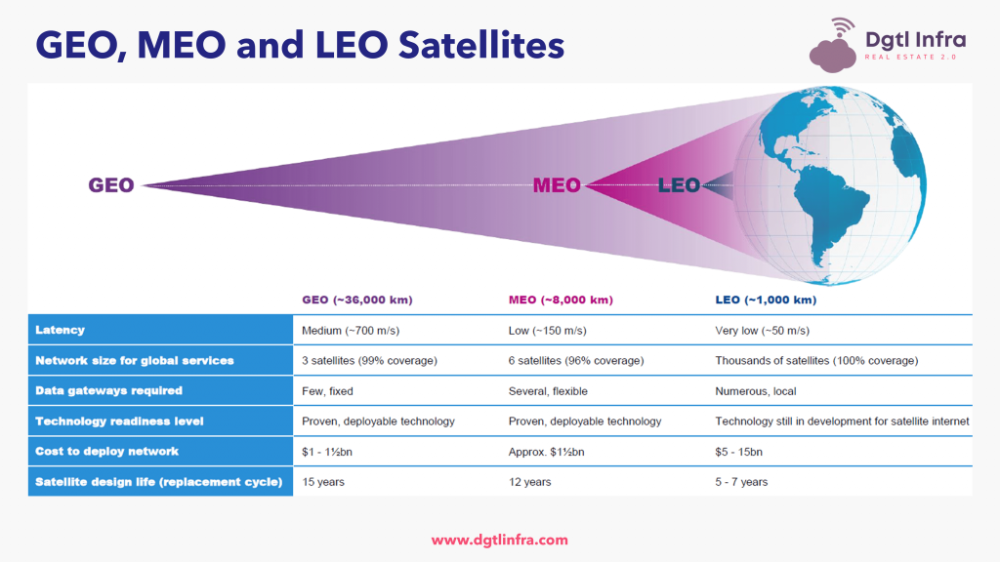 GEO, MEO and LEO Satellites
Dgtl Infra
REAL ESTATE 2.0
GEO
MEO
LEO
GEO (~36,000 km) MEO (~8,000 km) LEO (~1,000 km)
Latency Medium (~700 m/s) Low (~150 m/s) Very low (~50 m/s)
Network size for global services 3 satellites (99% coverage) 6 satellites (96% coverage) Thousands of satellites (100% coverage)
Data gateways required Few, fixed Several, flexible Numerous, local
Technology readiness level Proven, deployable technology Proven, deployable technology Technology still in development for satellite internet
Cost to deploy network $1 - 1½bn Approx. $1½bn $5 - 15bn
Satellite design life (replacement cycle) 15 years 12 years 5 - 7 years
www.dgtlinfra.com